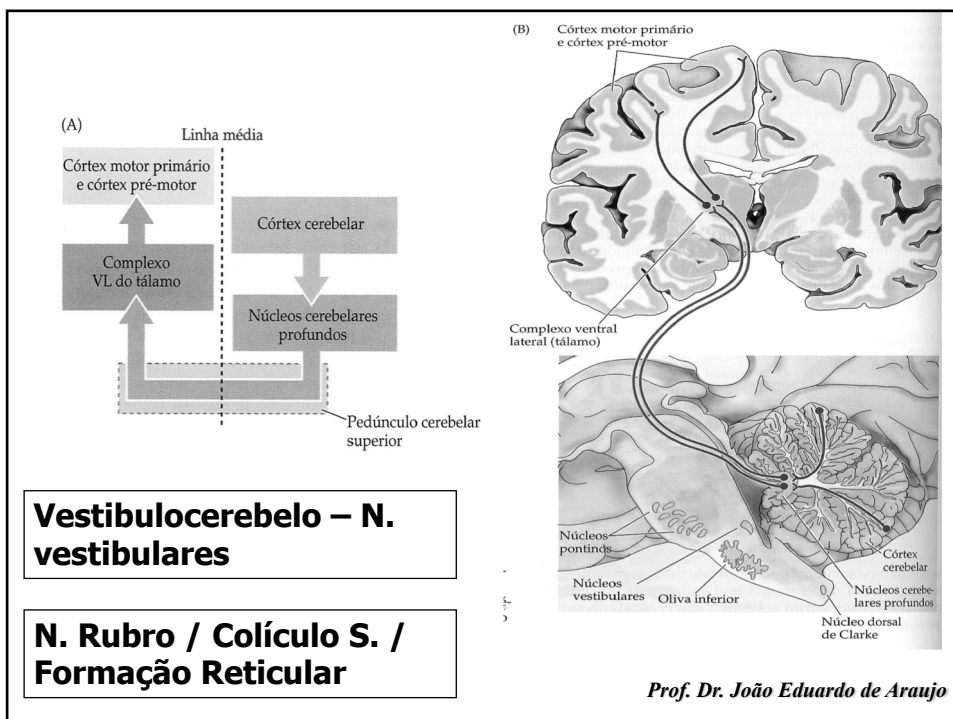 (A)
Linha média
Córtex motor primário
e córtex pré-motor
Córtex cerebelar
Complexo
VL do tálamo
Núcleos cerebelares
profundos
Pedúnculo cerebelar
superior
Vestibulocerebelo – N.
vestibulares
N. Rubro / Colículo S. /
Formação Reticular
(B)
Córtex motor primário
e córtex pré-motor
Complexo ventral
lateral (tálamo)
Núcleos
pontinos
Núcleos
vestibulares
Oliva inferior
Córtex
cerebelar
Núcleos cerebe-
lares profundos
Núcleo dorsal
de Clarke
Prof. Dr. João Eduardo de Araujo